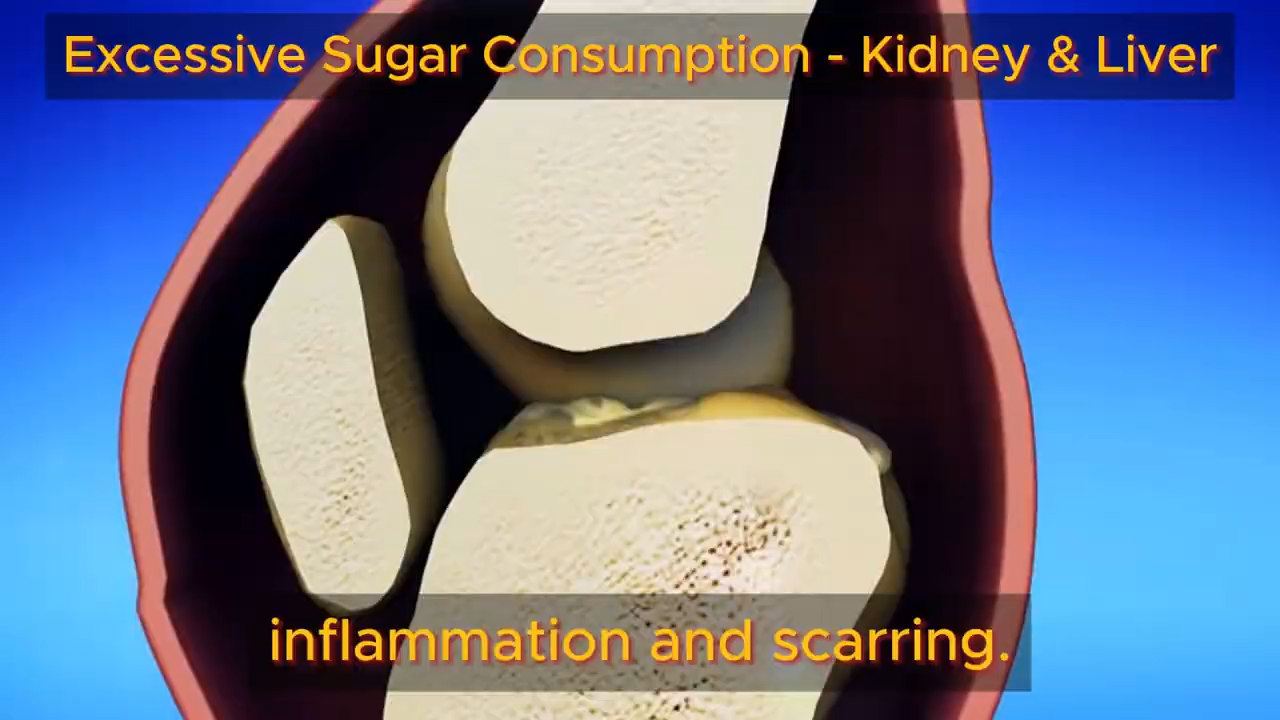 Excessive Sugar Consumption - Kidney & Liver
inflammation and scarring.